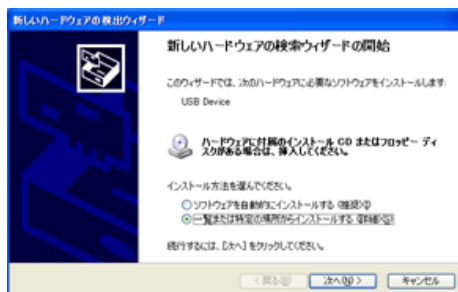 新しいハードウェアの検出ウィザード
新しいハードウェアの検索ウィザードの開始
このウィザードでは、次のハードウェアに必要なソフトウェアをインストールします:
USB Device
ハードウェアに付属のインストール CD またはフロッピー ディ
スクがある場合は、挿入してください。
インストール方法を選んでください。
ソフトウェアを自動的にインストールする (推奨)(I)
一覧または特定の場所からインストールする (詳細)(S)
続行するには、[次へ] をクリックしてください。
< 戻る(B) 次へ(N) > キャンセル